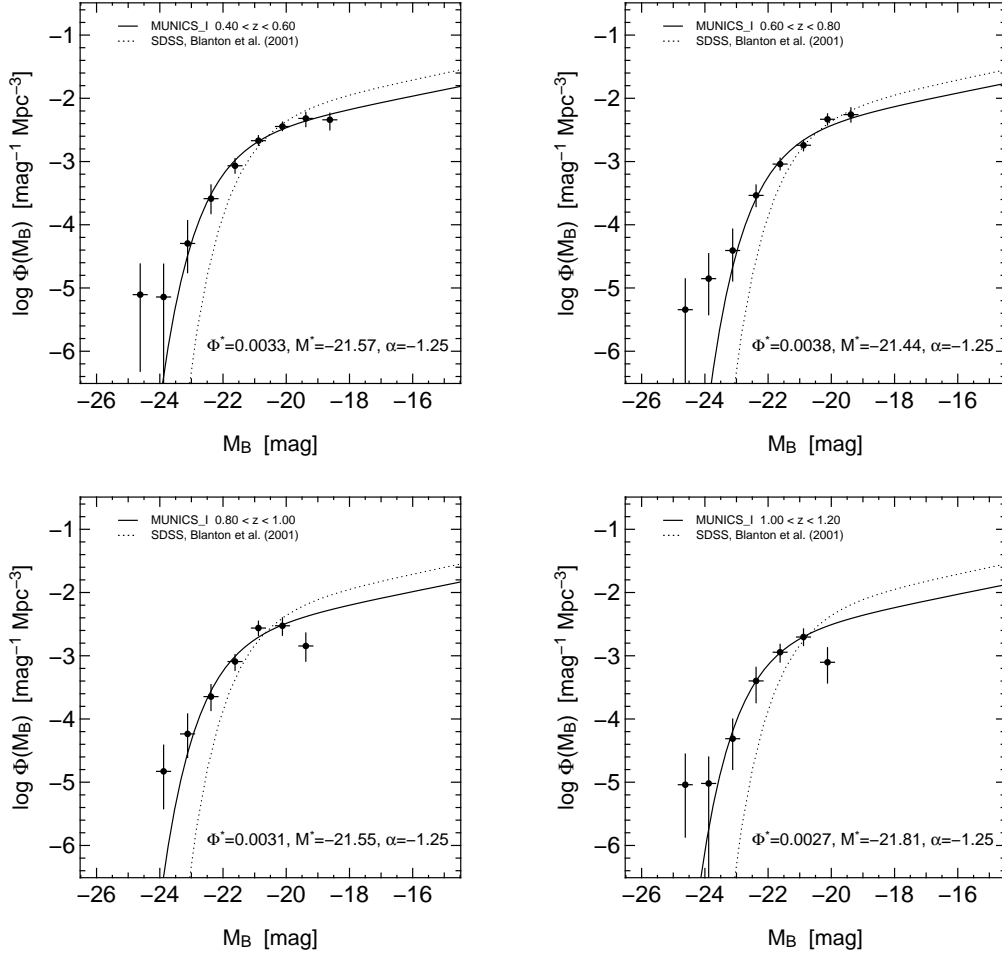 MUNICS_I 0.40 < z < 0.60
SDSS, Blanton et al. (2001)
−1
−2
−3
−4
−5
−6
log Φ(M_B) [mag⁻¹ Mpc⁻³]
Φ*=0.0033, M*=−21.57, α=−1.25
−26 −24 −22 −20 −18 −16
M_B [mag]
MUNICS_I 0.60 < z < 0.80
SDSS, Blanton et al. (2001)
−1
−2
−3
−4
−5
−6
log Φ(M_B) [mag⁻¹ Mpc⁻³]
Φ*=0.0038, M*=−21.44, α=−1.25
−26 −24 −22 −20 −18 −16
M_B [mag]
MUNICS_I 0.80 < z < 1.00
SDSS, Blanton et al. (2001)
−1
−2
−3
−4
−5
−6
log Φ(M_B) [mag⁻¹ Mpc⁻³]
Φ*=0.0031, M*=−21.55, α=−1.25
−26 −24 −22 −20 −18 −16
M_B [mag]
MUNICS_I 1.00 < z < 1.20
SDSS, Blanton et al. (2001)
−1
−2
−3
−4
−5
−6
log Φ(M_B) [mag⁻¹ Mpc⁻³]
Φ*=0.0027, M*=−21.81, α=−1.25
−26 −24 −22 −20 −18 −16
M_B [mag]